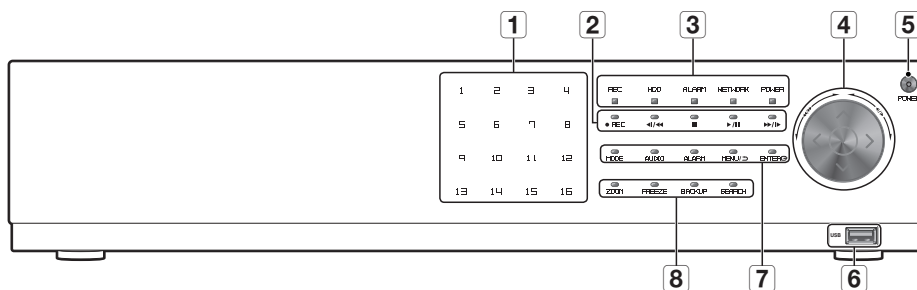 1 2 3 4 5
1 2 3 4
REC HDD ALARM NETWORK POWER
POWER
5 6 7 8
● REC ◀I/◀◀ ■ ▶/II ▶▶/I▶
9 10 11 12
MODE AUDIO ALARM MENU/⮌ ENTER
13 14 15 16
ZOOM FREEZE BACKUP SEARCH
USB
8 7 6